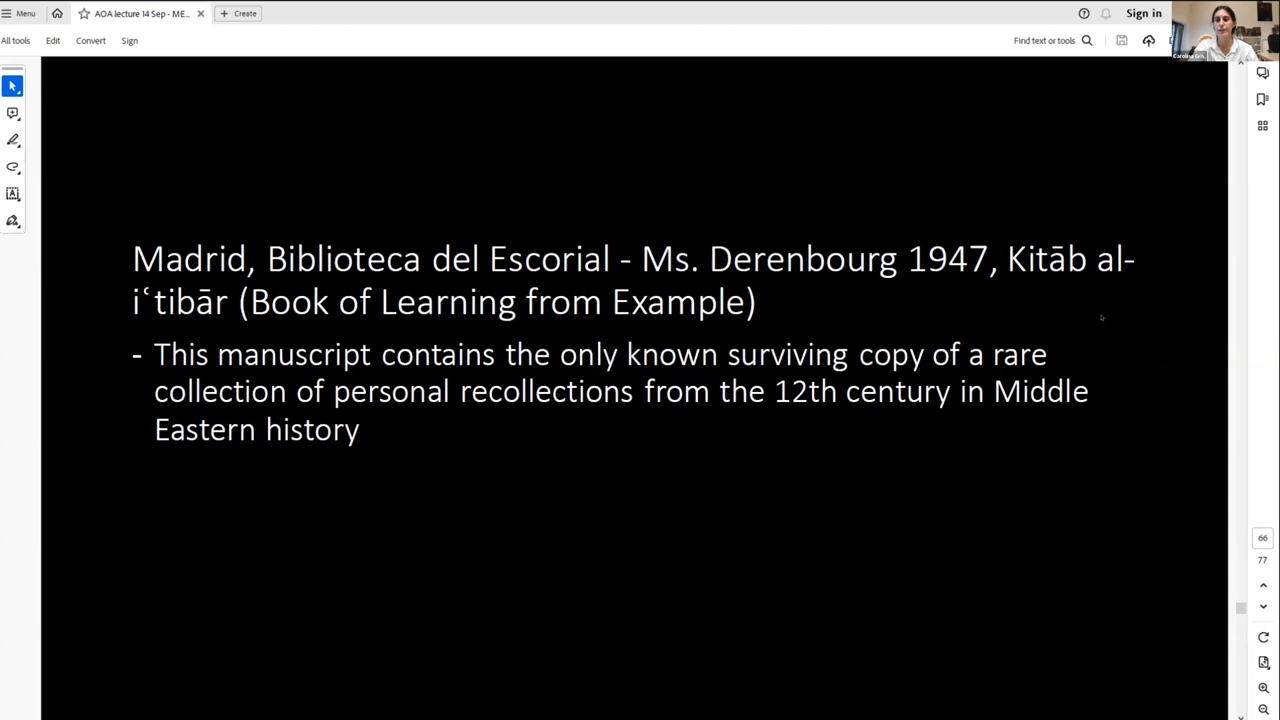 Menu
AOA lecture 14 Sep - ME...
Create
Sign in
All tools
Edit
Convert
Sign
Find text or tools
Madrid, Biblioteca del Escorial - Ms. Derenbourg 1947, Kitāb al-
iʿtibār (Book of Learning from Example)
- This manuscript contains the only known surviving copy of a rare
collection of personal recollections from the 12th century in Middle
Eastern history
66
77